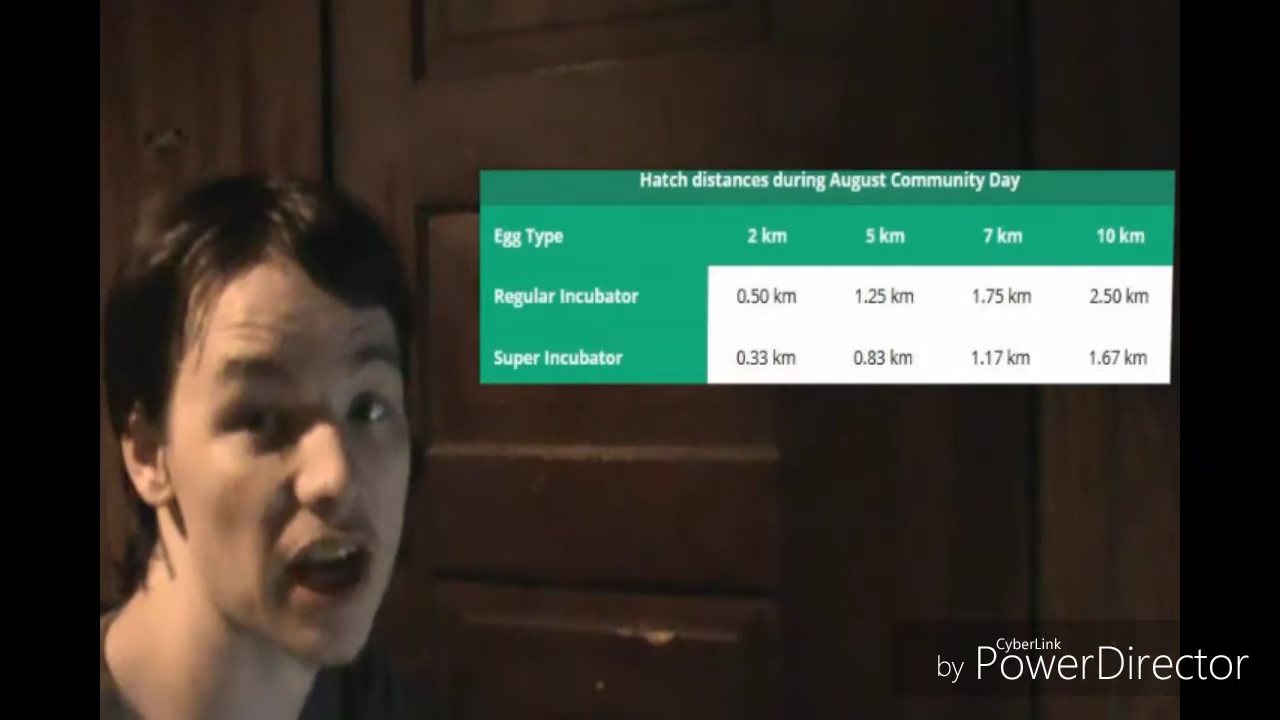 Hatch distances during August Community Day
Egg Type 2 km 5 km 7 km 10 km
Regular Incubator 0.50 km 1.25 km 1.75 km 2.50 km
Super Incubator 0.33 km 0.83 km 1.17 km 1.67 km
CyberLink
by PowerDirector